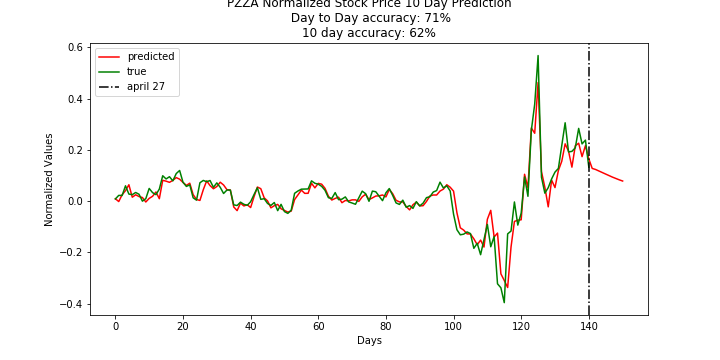 PZZA Normalized Stock Price 10 Day Prediction
Day to Day accuracy: 71%
10 day accuracy: 62%
predicted
true
april 27
0.6
0.4
0.2
0.0
−0.2
−0.4
Normalized Values
0 20 40 60 80 100 120 140
Days